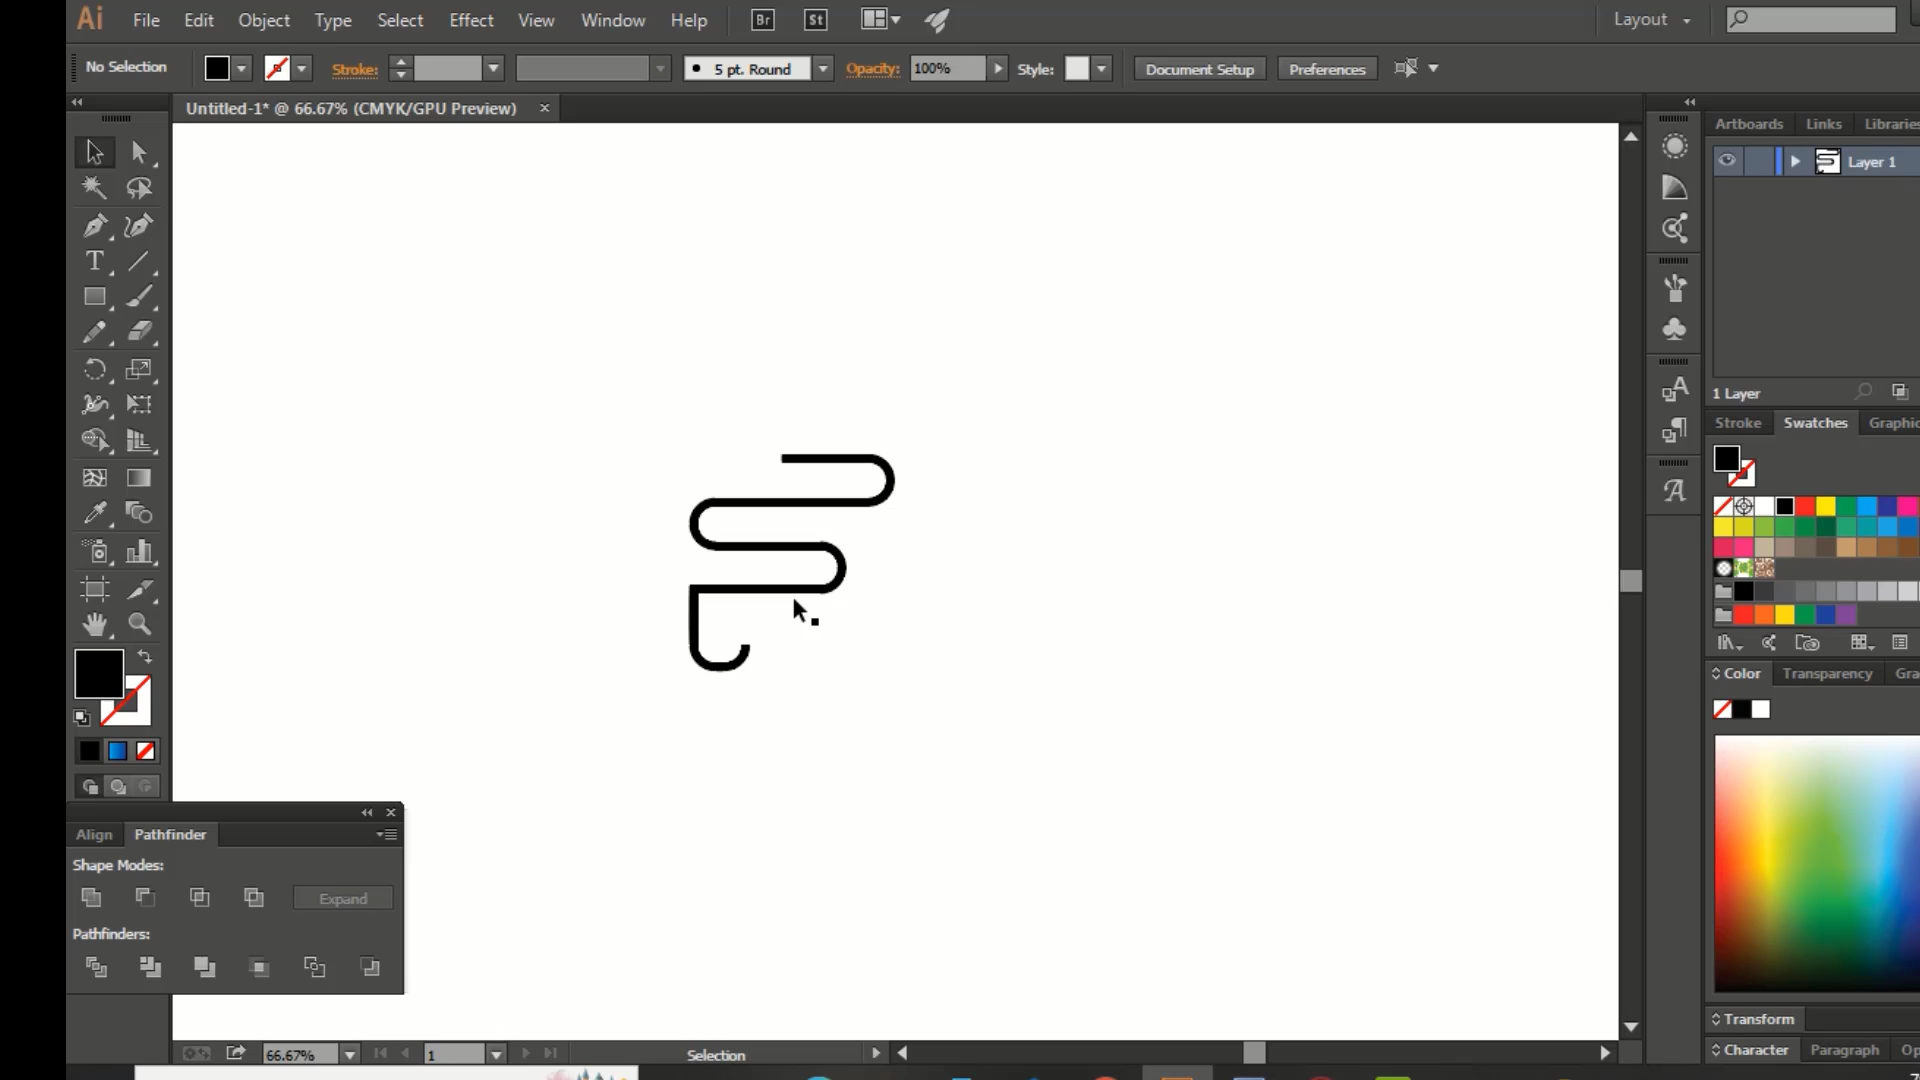 Ai File Edit Object Type Select Effect View Window Help Br St Layout
No Selection Stroke: 5 pt. Round Opacity: 100% Style: Document Setup Preferences
Untitled-1* @ 66.67% (CMYK/GPU Preview) ×
Artboards Links Libraries
Layer 1
1 Layer
Stroke Swatches Graphic
Color Transparency Gra
Align Pathfinder
Shape Modes:
Expand
Pathfinders:
Transform
Character Paragraph Op
66.67% 1 Selection